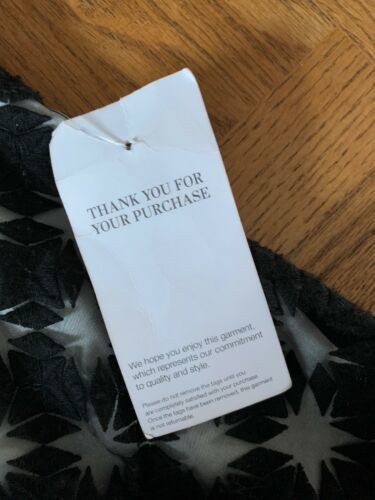 THANK YOU FOR
YOUR PURCHASE
We hope you enjoy this garment,
which represents our commitment
to quality and style.
Please do not remove the tags until you
are completely satisfied with your purchase.
Once the tags have been removed, this garment
is not returnable.